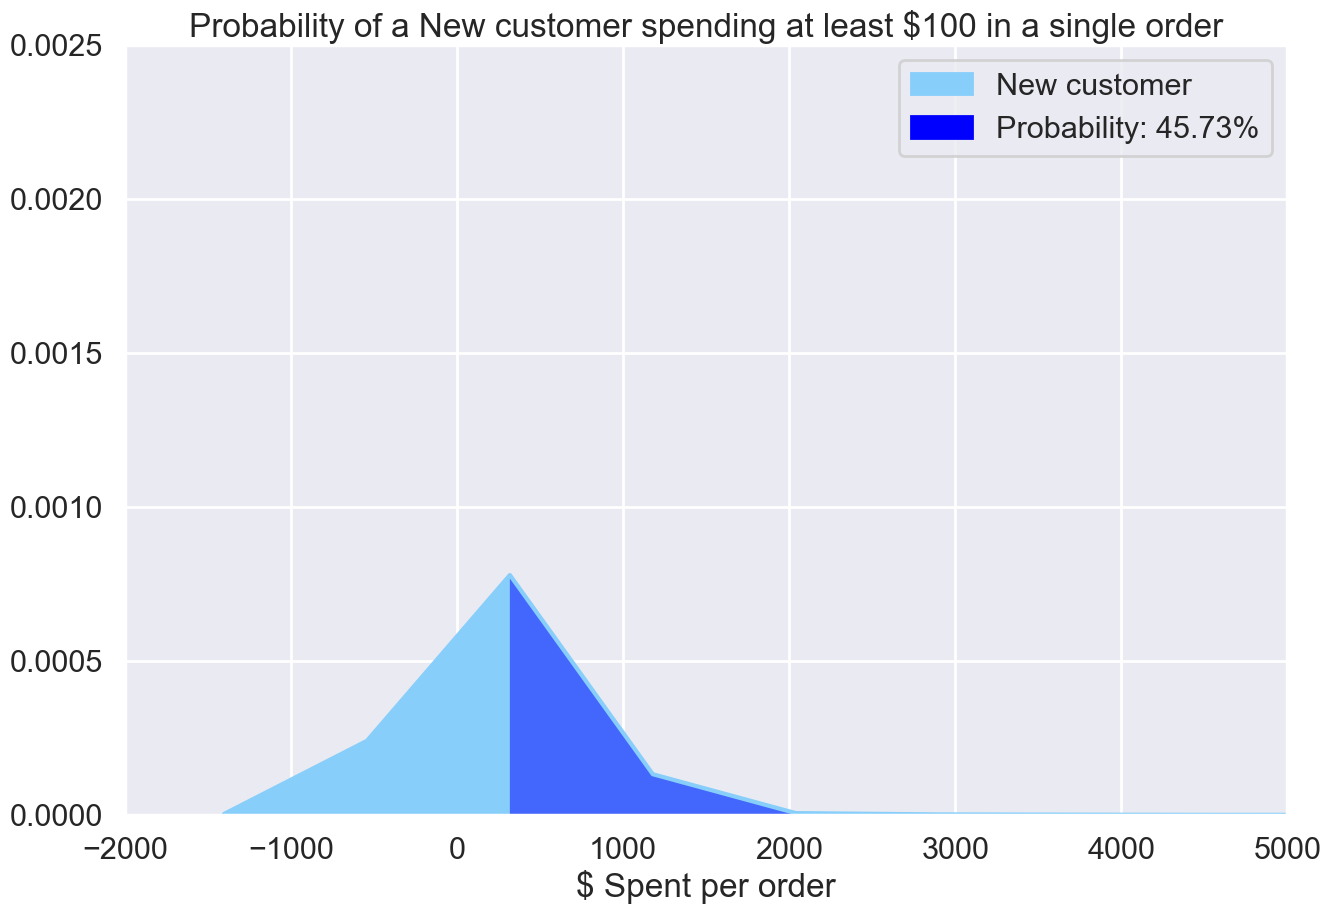 Probability of a New customer spending at least $100 in a single order
0.0025
New customer
Probability: 45.73%
0.0020
0.0015
0.0010
0.0005
0.0000
−2000 −1000 0 1000 2000 3000 4000 5000
$ Spent per order